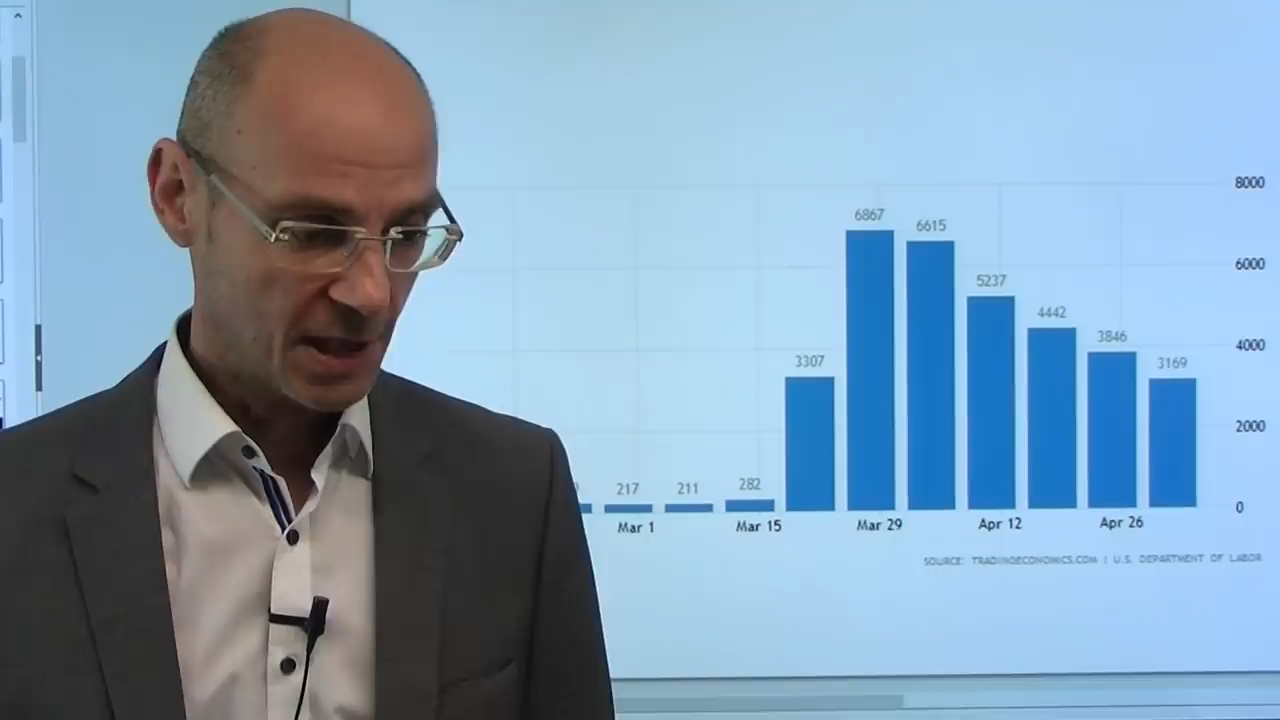 8000
6867
6615
6000
5237
4442
3846
4000
3307
3169
2000
217
211
282
0
Mar 1
Mar 15
Mar 29
Apr 12
Apr 26
SOURCE: TRADINGECONOMICS.COM | U.S. DEPARTMENT OF LABOR